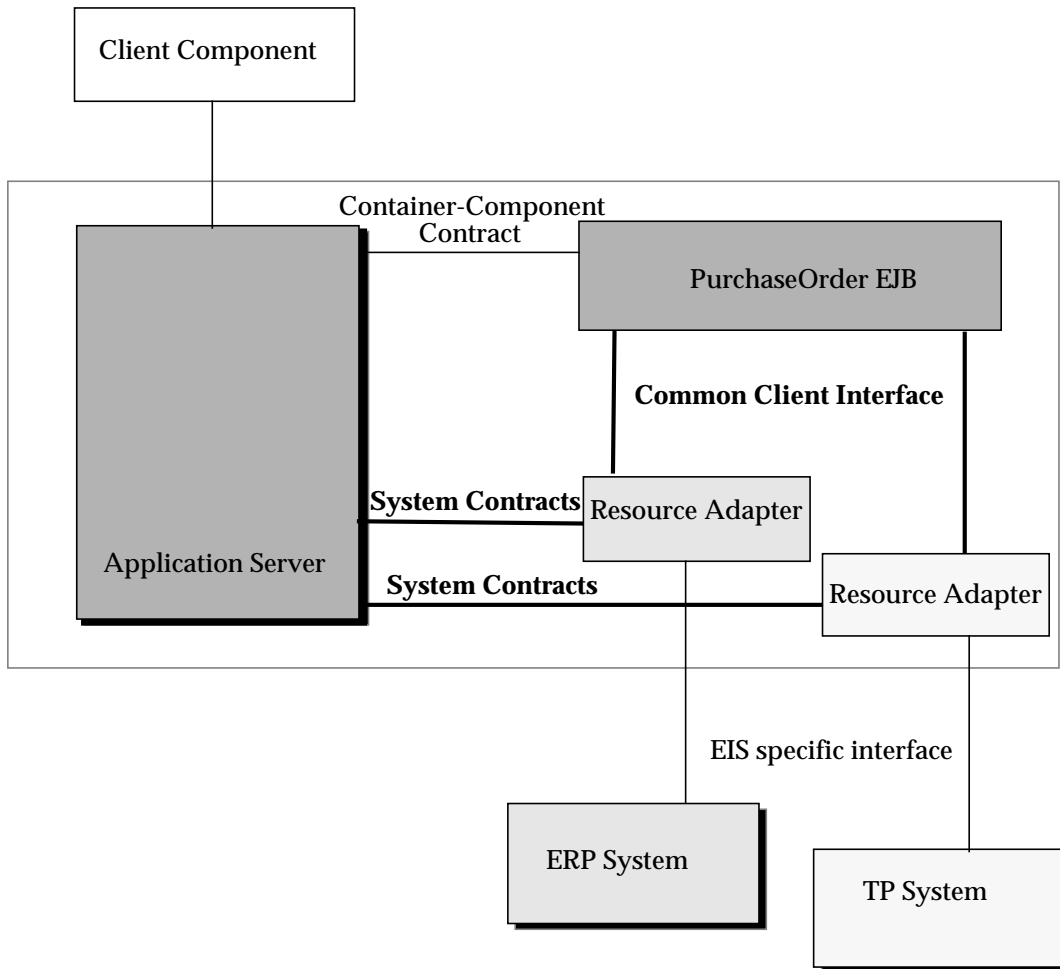 Client Component
Container-Component
Contract
PurchaseOrder EJB
Common Client Interface
System Contracts
Resource Adapter
Application Server
System Contracts
Resource Adapter
EIS specific interface
ERP System
TP System